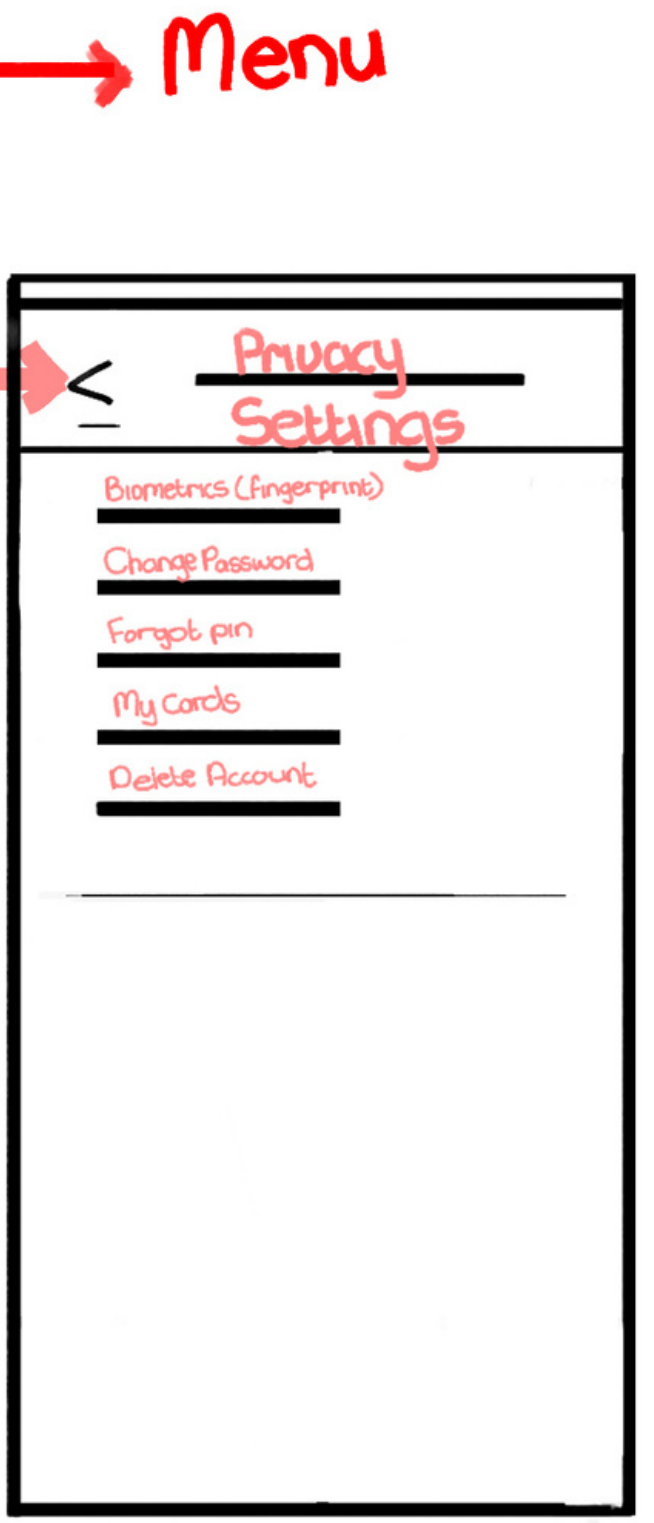 Menu
Privacy
Settings
Biometrics (fingerprint)
Change Password
Forgot pin
My Cards
Delete Account